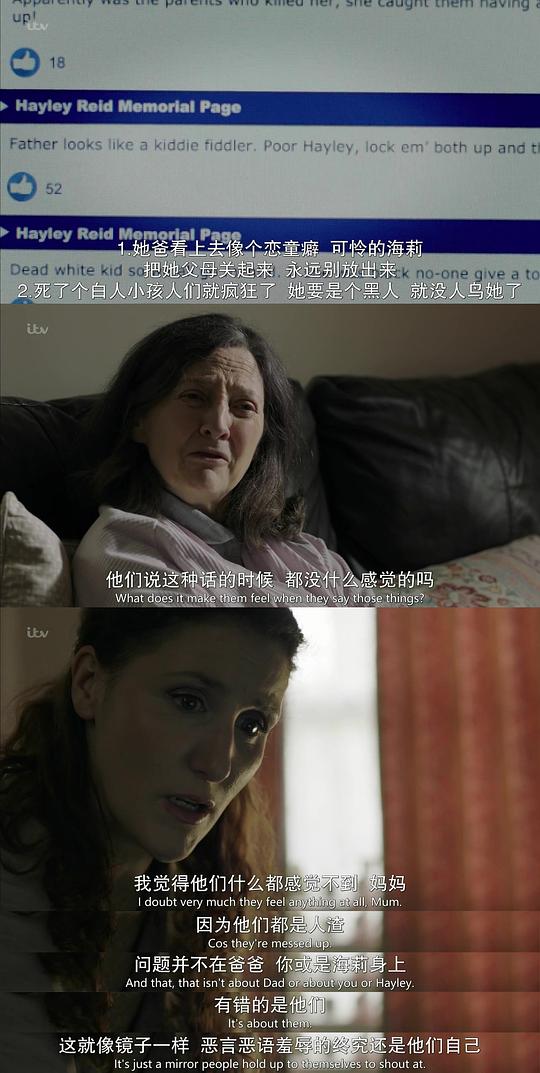 Apparently was the parents who killed her, she caught them having a
up!
itv
18
Hayley Reid Memorial Page
Father looks like a kiddie fiddler. Poor Hayley, lock em' both up and th
52
Hayley Reid Memorial Page
1.她爸看上去像个恋童癖 可怜的海莉
Dead white kid so
ck no-one give a to
把她父母关起来 永远别放出来
2.死了个白人小孩人们就疯狂了 她要是个黑人 就没人鸟她了
itv
他们说这种话的时候 都没什么感觉的吗
What does it make them feel when they say those things?
itv
我觉得他们什么都感觉不到 妈妈
I doubt very much they feel anything at all, Mum.
因为他们都是人渣
Cos they're messed up.
问题并不在爸爸 你或是海莉身上
And that, that isn't about Dad or about you or Hayley.
有错的是他们
It's about them.
这就像镜子一样 恶言恶语羞辱的终究还是他们自己
It's just a mirror people hold up to themselves to shout at.